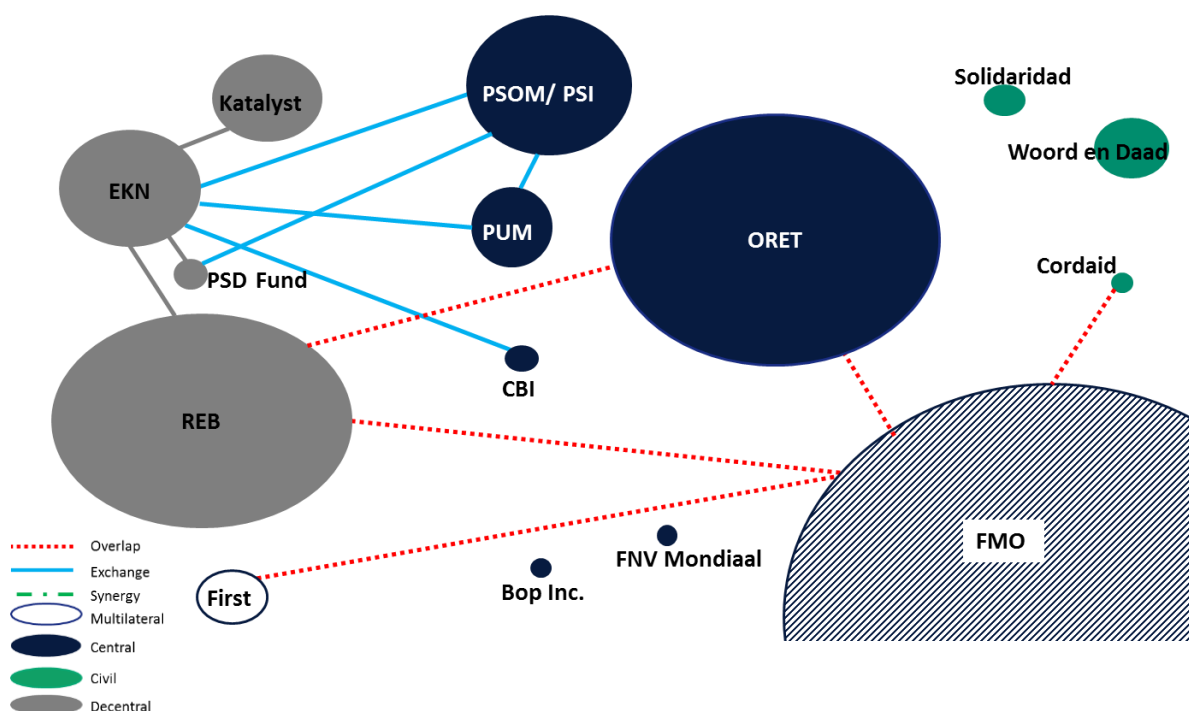 Solidaridad
PSOM/ PSI
Katalyst
Woord en Daad
EKN
PUM
ORET
PSD Fund
Cordaid
CBI
REB
FMO
FNV Mondiaal
Bop Inc.
First
Overlap
Exchange
Synergy
Multilateral
Central
Civil
Decentral